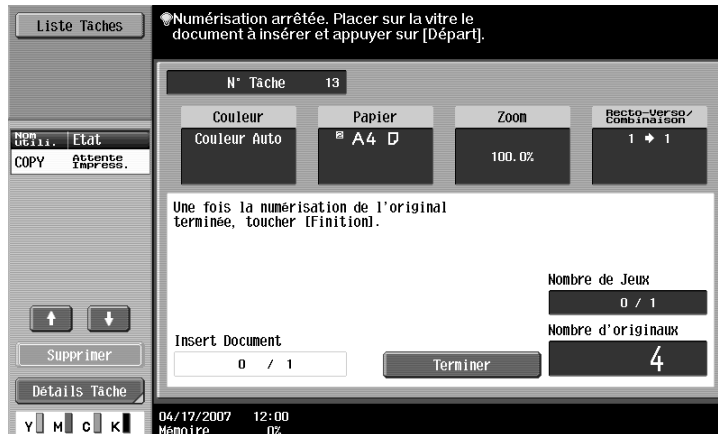 Liste Tâches
Numérisation arrêtée. Placer sur la vitre le
document à insérer et appuyer sur [Départ].
N° Tâche 13
Couleur Papier Zoom Recto-Verso/
Combinaison
Couleur Auto A4 100.0% 1 → 1
Nom
utili. Etat
COPY Attente
Impress.
Une fois la numérisation de l'original
terminée, toucher [Finition].
Nombre de Jeux
0 / 1
Nombre d'originaux
4
Insert Document
0 / 1
Terminer
Supprimer
Détails Tâche
Y M C K
04/17/2007 12:00
Mémoire 0%